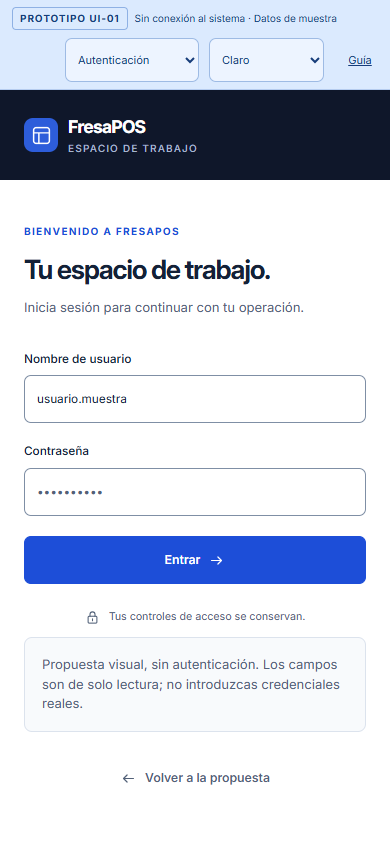 PROTOTIPO UI-01 Sin conexión al sistema · Datos de muestra
Autenticación Claro Guía
FresaPOS
ESPACIO DE TRABAJO
BIENVENIDO A FRESAPOS
Tu espacio de trabajo.
Inicia sesión para continuar con tu operación.
Nombre de usuario
usuario.muestra
Contraseña
••••••••••
Entrar →
Tus controles de acceso se conservan.
Propuesta visual, sin autenticación. Los campos
son de solo lectura; no introduzcas credenciales
reales.
← Volver a la propuesta